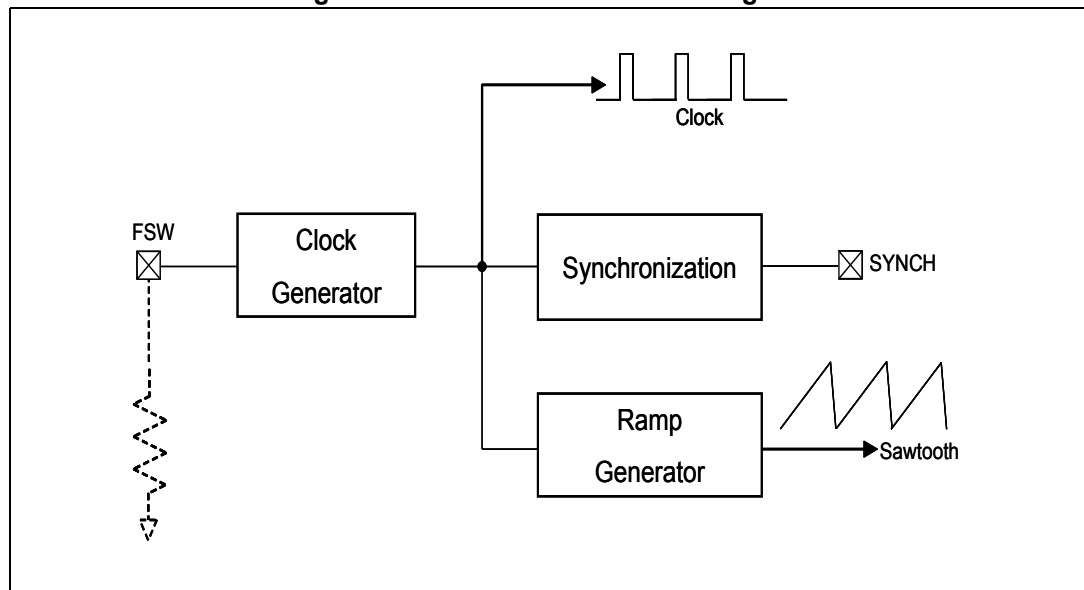 Clock
FSW
Clock
Generator
Synchronization
SYNCH
Ramp
Generator
Sawtooth